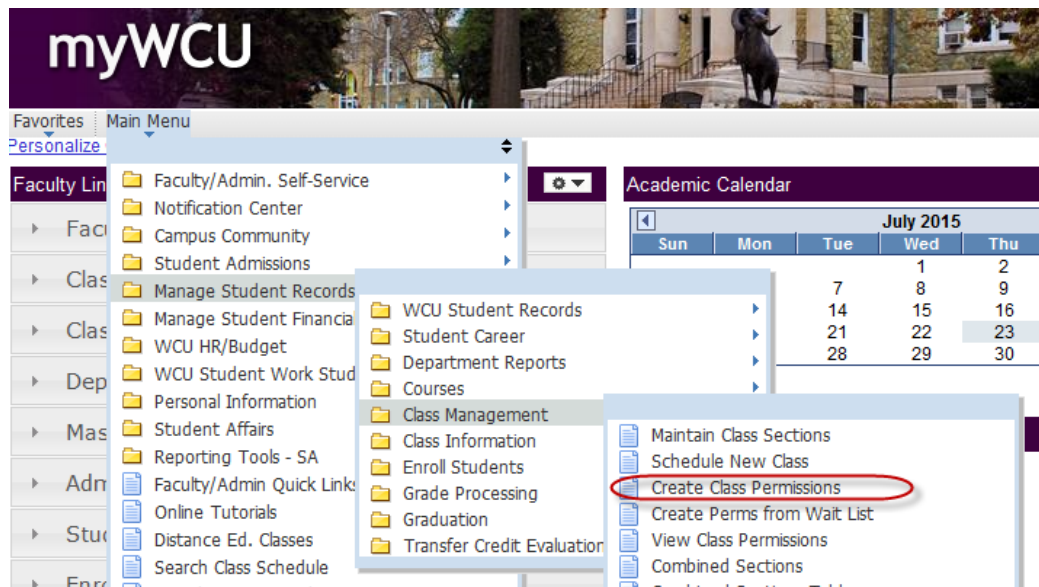 myWCU
Favorites Main Menu
Personalize
Faculty Lin
Academic Calendar
Faculty/Admin. Self-Service
Notification Center
Campus Community
Student Admissions
Manage Student Records
Manage Student Financia
WCU HR/Budget
WCU Student Work Stud
Personal Information
Student Affairs
Reporting Tools - SA
Faculty/Admin Quick Links
Online Tutorials
Distance Ed. Classes
Search Class Schedule
Facu
Clas
Clas
Dep
Mas
Adm
Stud
Enro
WCU Student Records
Student Career
Department Reports
Courses
Class Management
Class Information
Enroll Students
Grade Processing
Graduation
Transfer Credit Evaluation
Maintain Class Sections
Schedule New Class
Create Class Permissions
Create Perms from Wait List
View Class Permissions
Combined Sections
July 2015
Sun Mon Tue Wed Thu
1 2
7 8 9
14 15 16
21 22 23
28 29 30